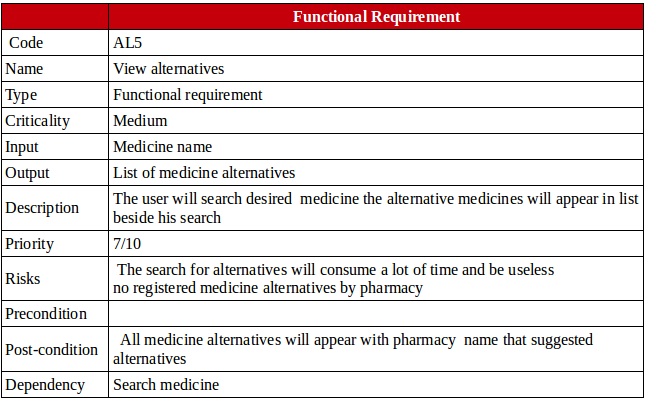 Functional Requirement
Code AL5
Name View alternatives
Type Functional requirement
Criticality Medium
Input Medicine name
Output List of medicine alternatives
Description The user will search desired  medicine the alternative medicines will appear in list
beside his search
Priority 7/10
Risks The search for alternatives will consume a lot of time and be useless
no registered medicine alternatives by pharmacy
Precondition
Post-condition All medicine alternatives will appear with pharmacy  name that suggested
alternatives
Dependency Search medicine